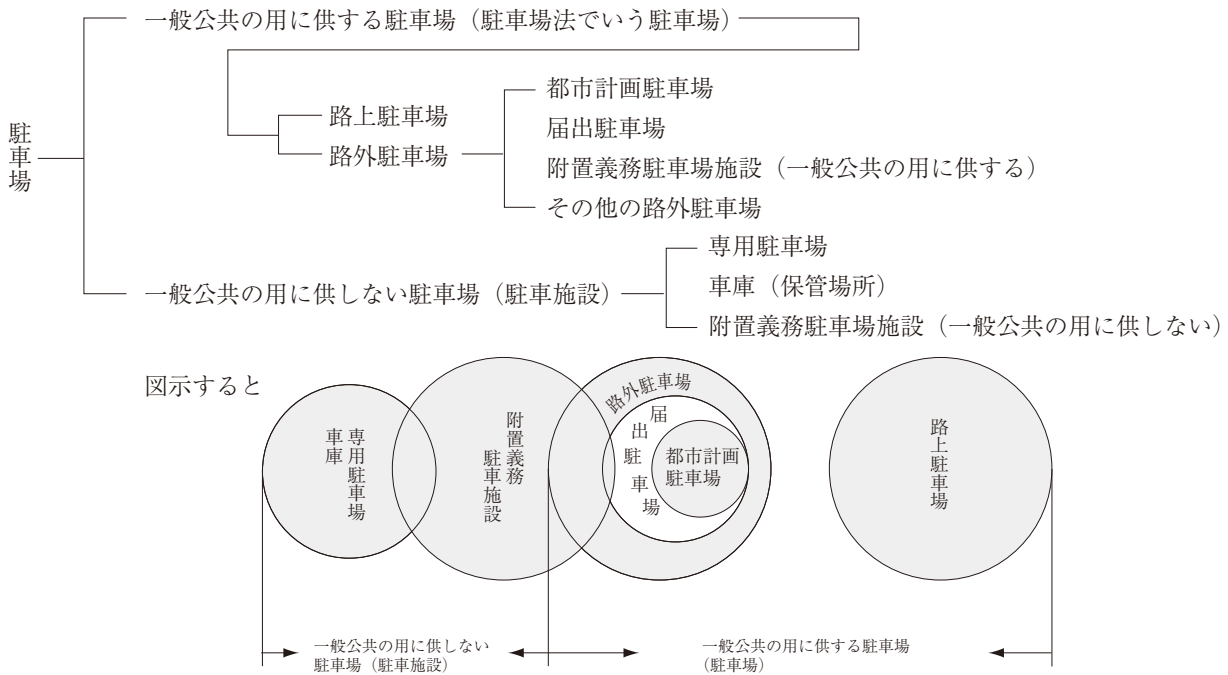 一般公共の用に供する駐車場（駐車場法でいう駐車場）
都市計画駐車場
路上駐車場
届出駐車場
駐車場
路外駐車場
附置義務駐車場施設（一般公共の用に供する）
その他の路外駐車場
専用駐車場
一般公共の用に供しない駐車場（駐車施設）
車庫（保管場所）
附置義務駐車場施設（一般公共の用に供しない）
図示すると
専用駐車場
車庫
附置義務
駐車施設
路外駐車場
届出駐車場
都市計画
駐車場
路上駐車場
一般公共の用に供しない
駐車場（駐車施設）
一般公共の用に供する駐車場
（駐車場）